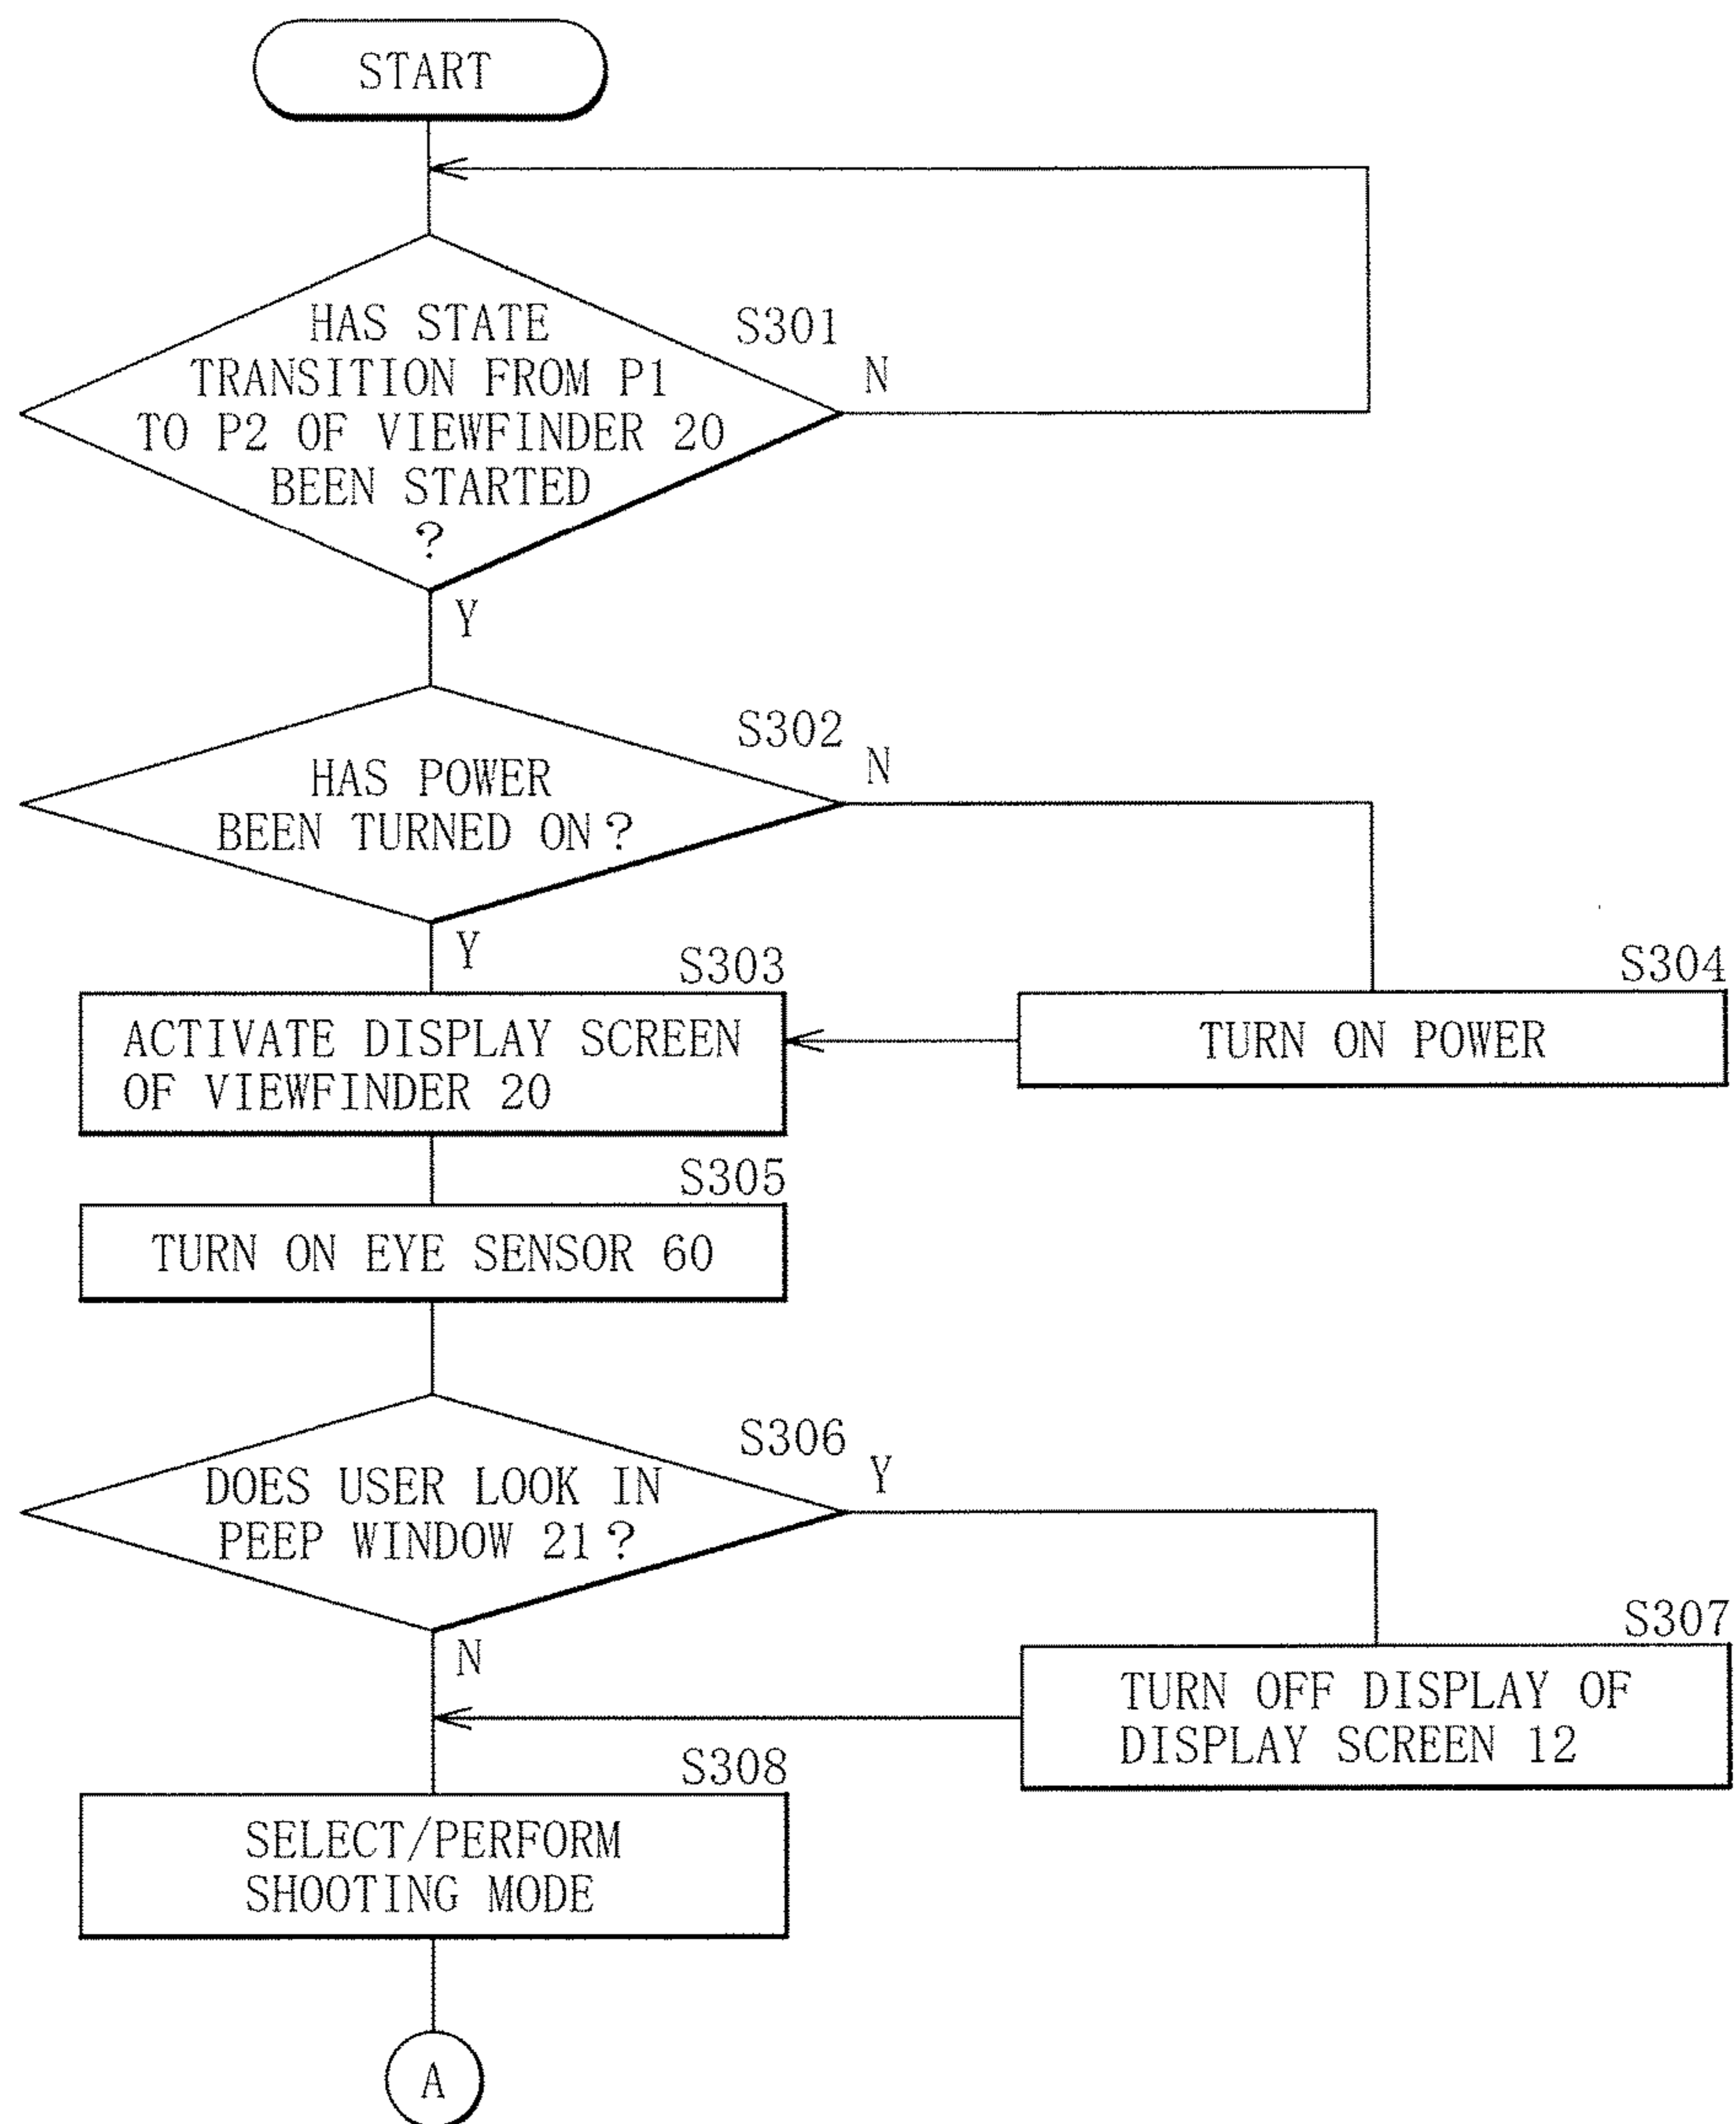 START
S301
HAS STATE
TRANSITION FROM P1
TO P2 OF VIEWFINDER 20
BEEN STARTED
?
N
Y
S302
HAS POWER
BEEN TURNED ON?
N
Y
S303
ACTIVATE DISPLAY SCREEN
OF VIEWFINDER 20
S304
TURN ON POWER
S305
TURN ON EYE SENSOR 60
S306
DOES USER LOOK IN
PEEP WINDOW 21?
Y
N
S307
TURN OFF DISPLAY OF
DISPLAY SCREEN 12
S308
SELECT/PERFORM
SHOOTING MODE
A